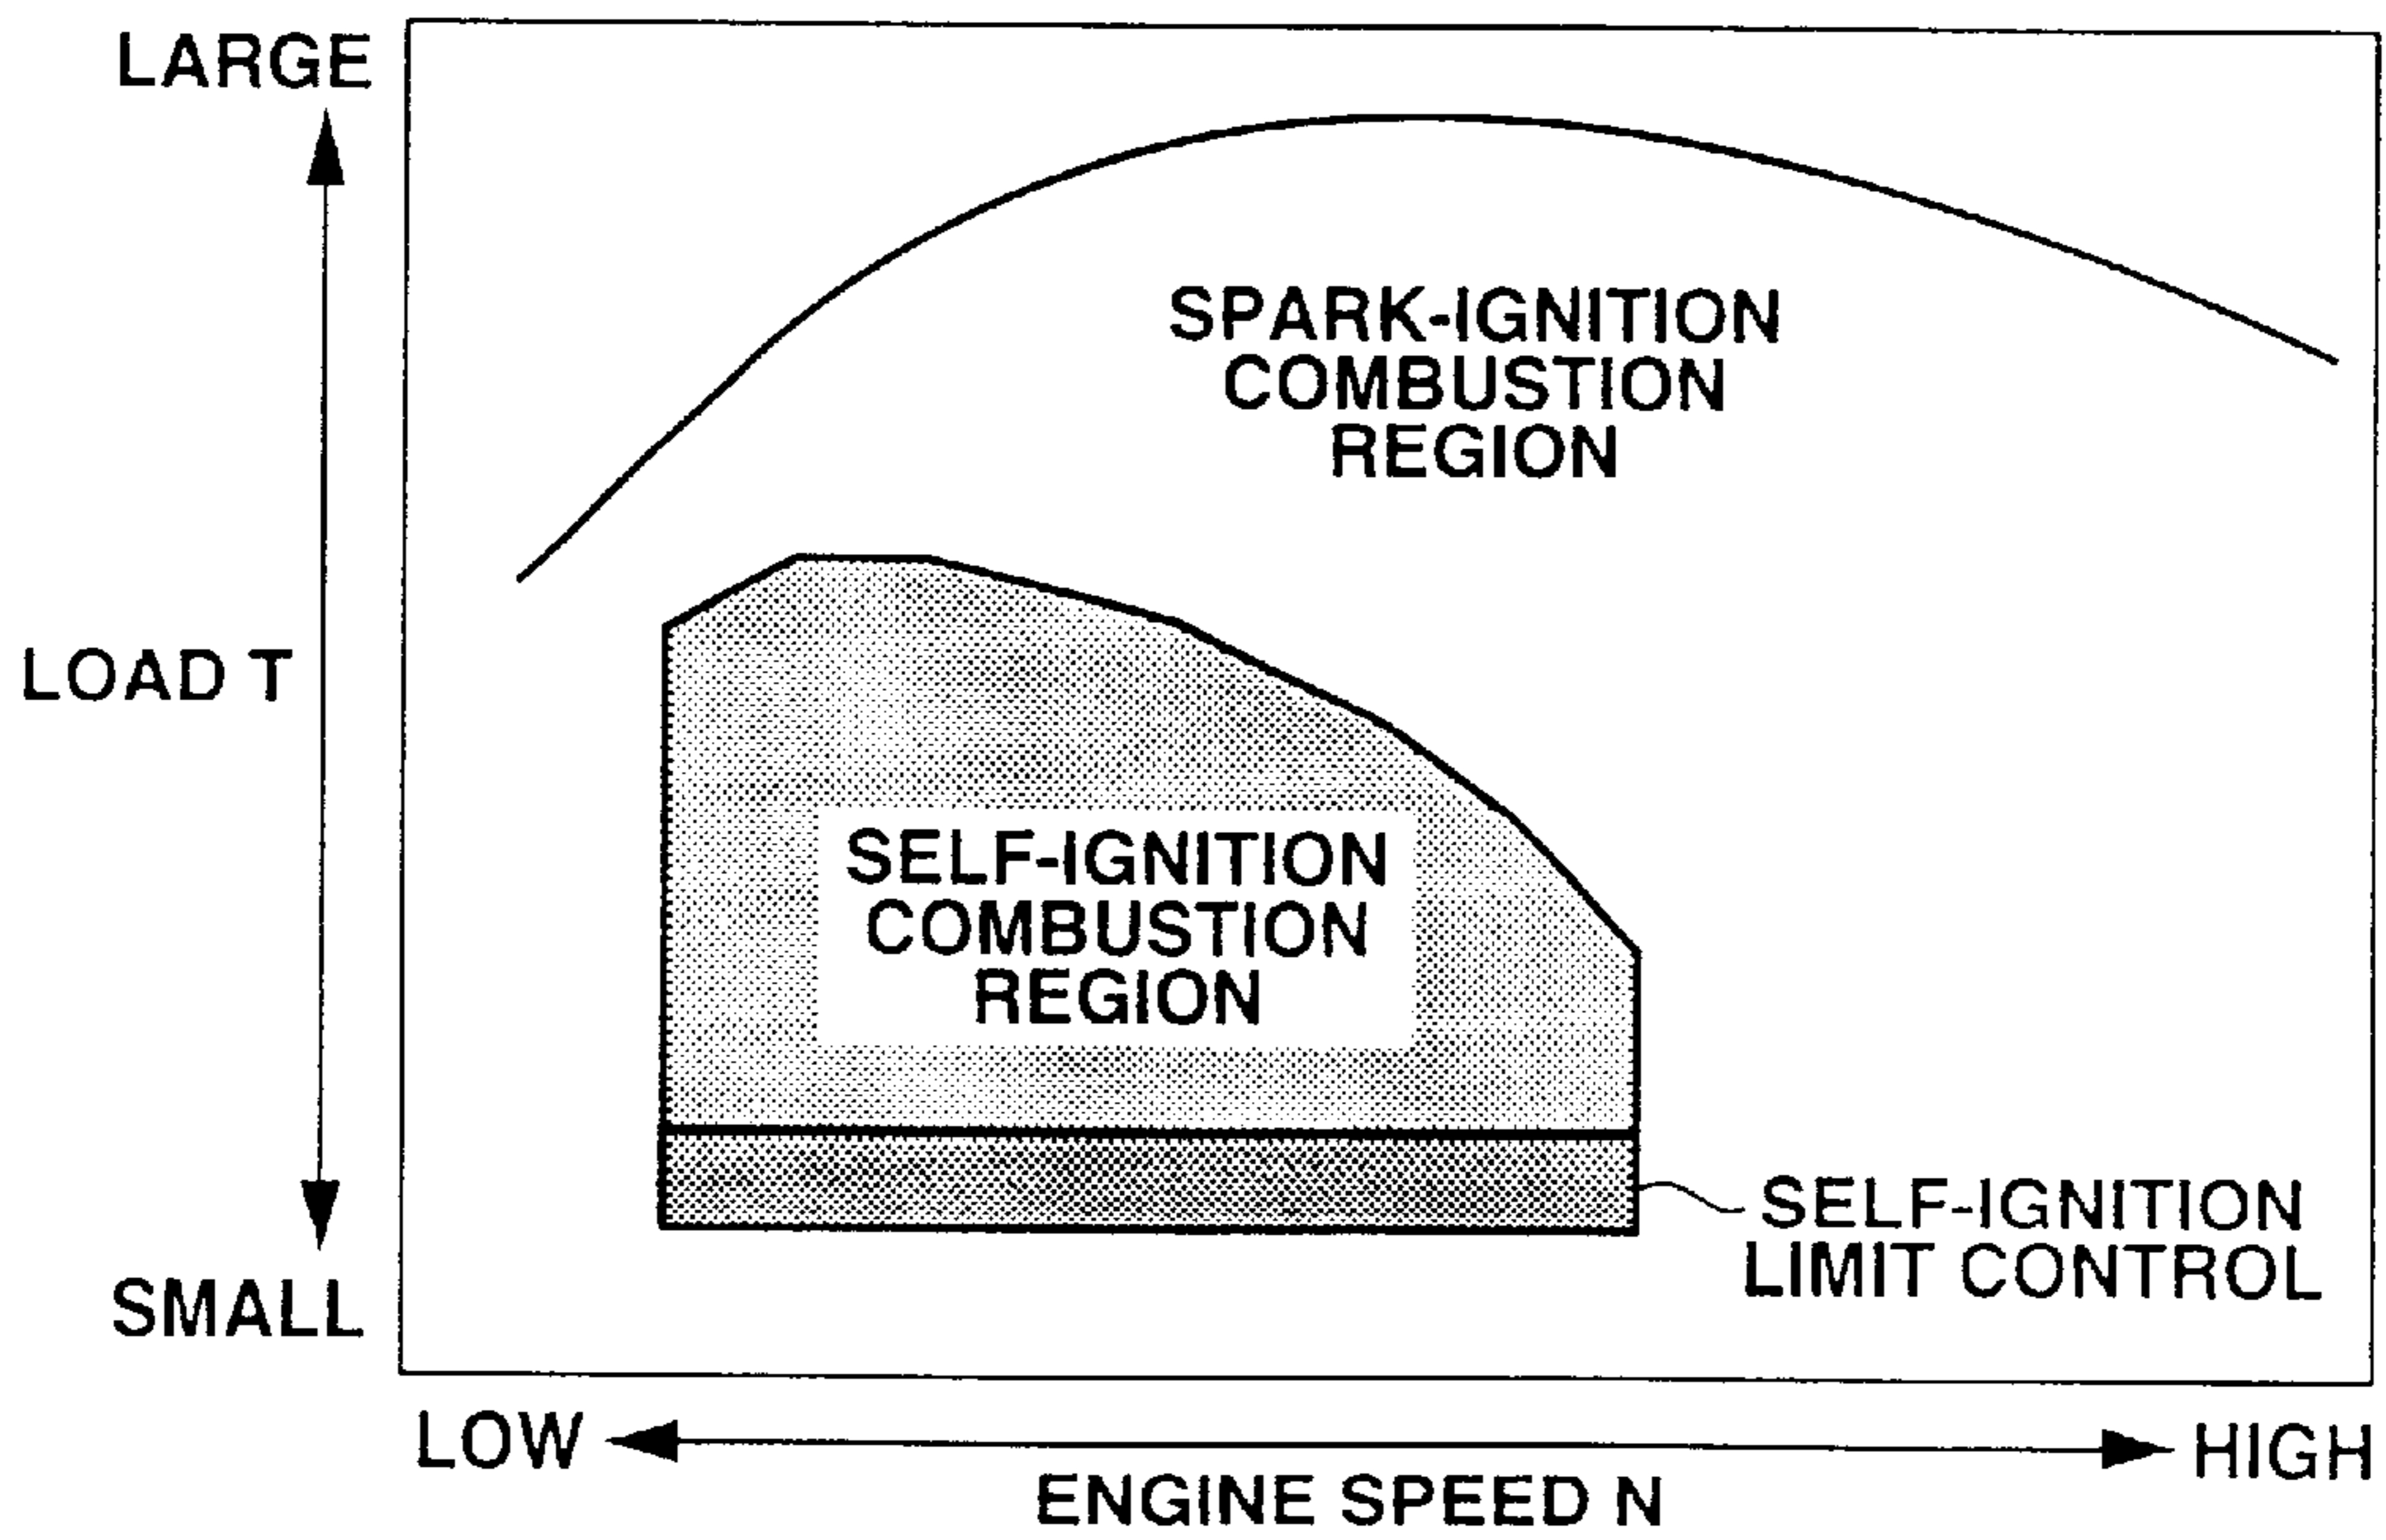 LARGE
SPARK-IGNITION
COMBUSTION
REGION
LOAD T
SELF-IGNITION
COMBUSTION
REGION
SELF-IGNITION
LIMIT CONTROL
SMALL
LOW
HIGH
ENGINE SPEED N